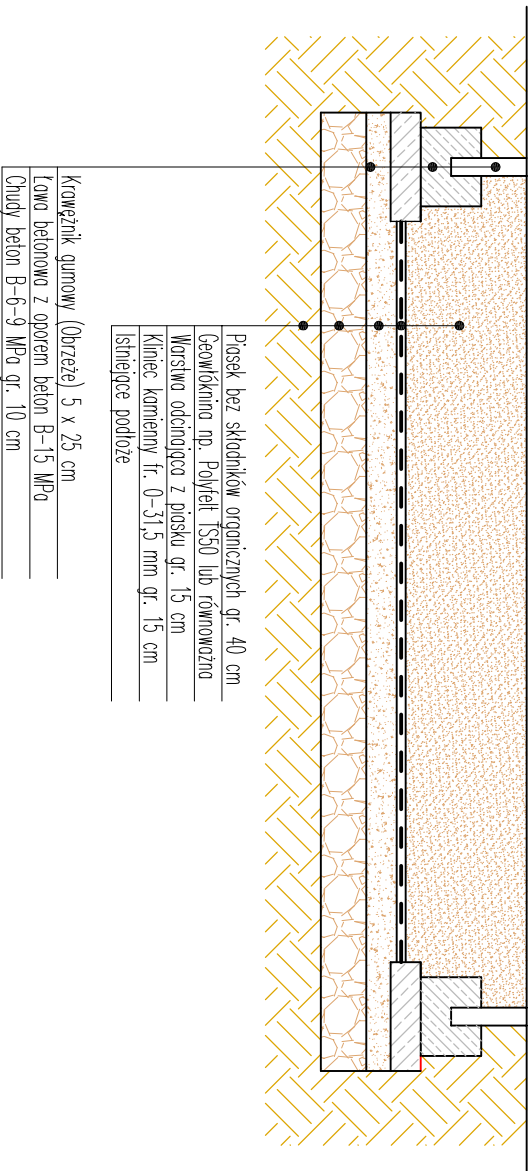 Piasek bez składników organicznych gr. 40 cm
Geowłóknina np. Polyfelt TS50 lub równoważna
Warstwa odcinająca z piasku gr. 15 cm
Kliniec kamienny fr. 0-31,5 mm gr. 15 cm
Istniejące podłoże
Krawężnik gumowy (Obrzeże) 5 x 25 cm
Ława betonowa z oporem beton B-15 MPa
Chudy beton B-6-9 MPa gr. 10 cm